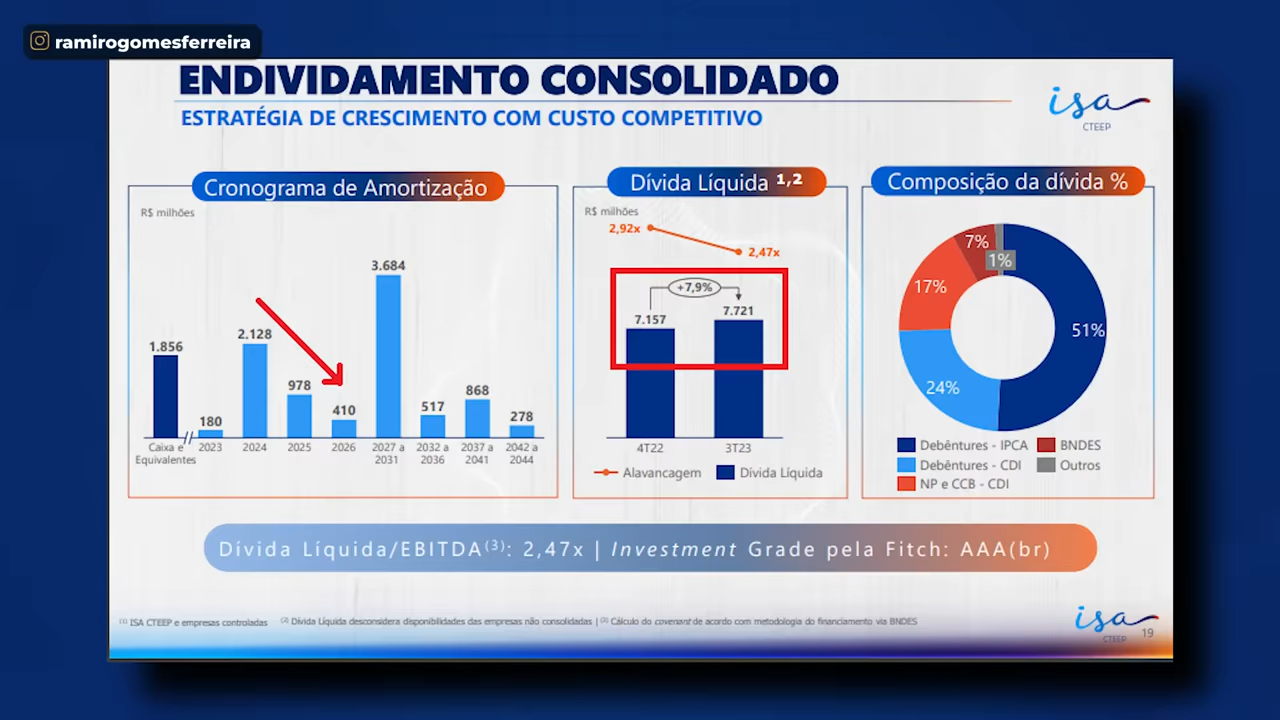 ramirogomesferreira
ENDIVIDAMENTO CONSOLIDADO
ESTRATÉGIA DE CRESCIMENTO COM CUSTO COMPETITIVO
isa
CTEEP
Cronograma de Amortização
R$ milhões
1.856
180
2.128
978
410
3.684
517
868
278
Caixa e Equivalentes
2023
2024
2025
2026
2027 a 2031
2032 a 2036
2037 a 2041
2042 a 2044
Dívida Líquida 1,2
R$ milhões
2,92x
2,47x
+7,9%
7.157
7.721
4T22
3T23
Alavancagem
Dívida Líquida
Composição da dívida %
7%
1%
17%
51%
24%
Debêntures - IPCA
BNDES
Debêntures - CDI
Outros
NP e CCB - CDI
Dívida Líquida/EBITDA(3): 2,47x | Investment Grade pela Fitch: AAA(br)
(1) ISA CTEEP e empresas controladas (2) Dívida Líquida desconsidera disponibilidades das empresas não consolidadas | (3) Cálculo do covenant de acordo com metodologia do financiamento via BNDES
isa
CTEEP
19